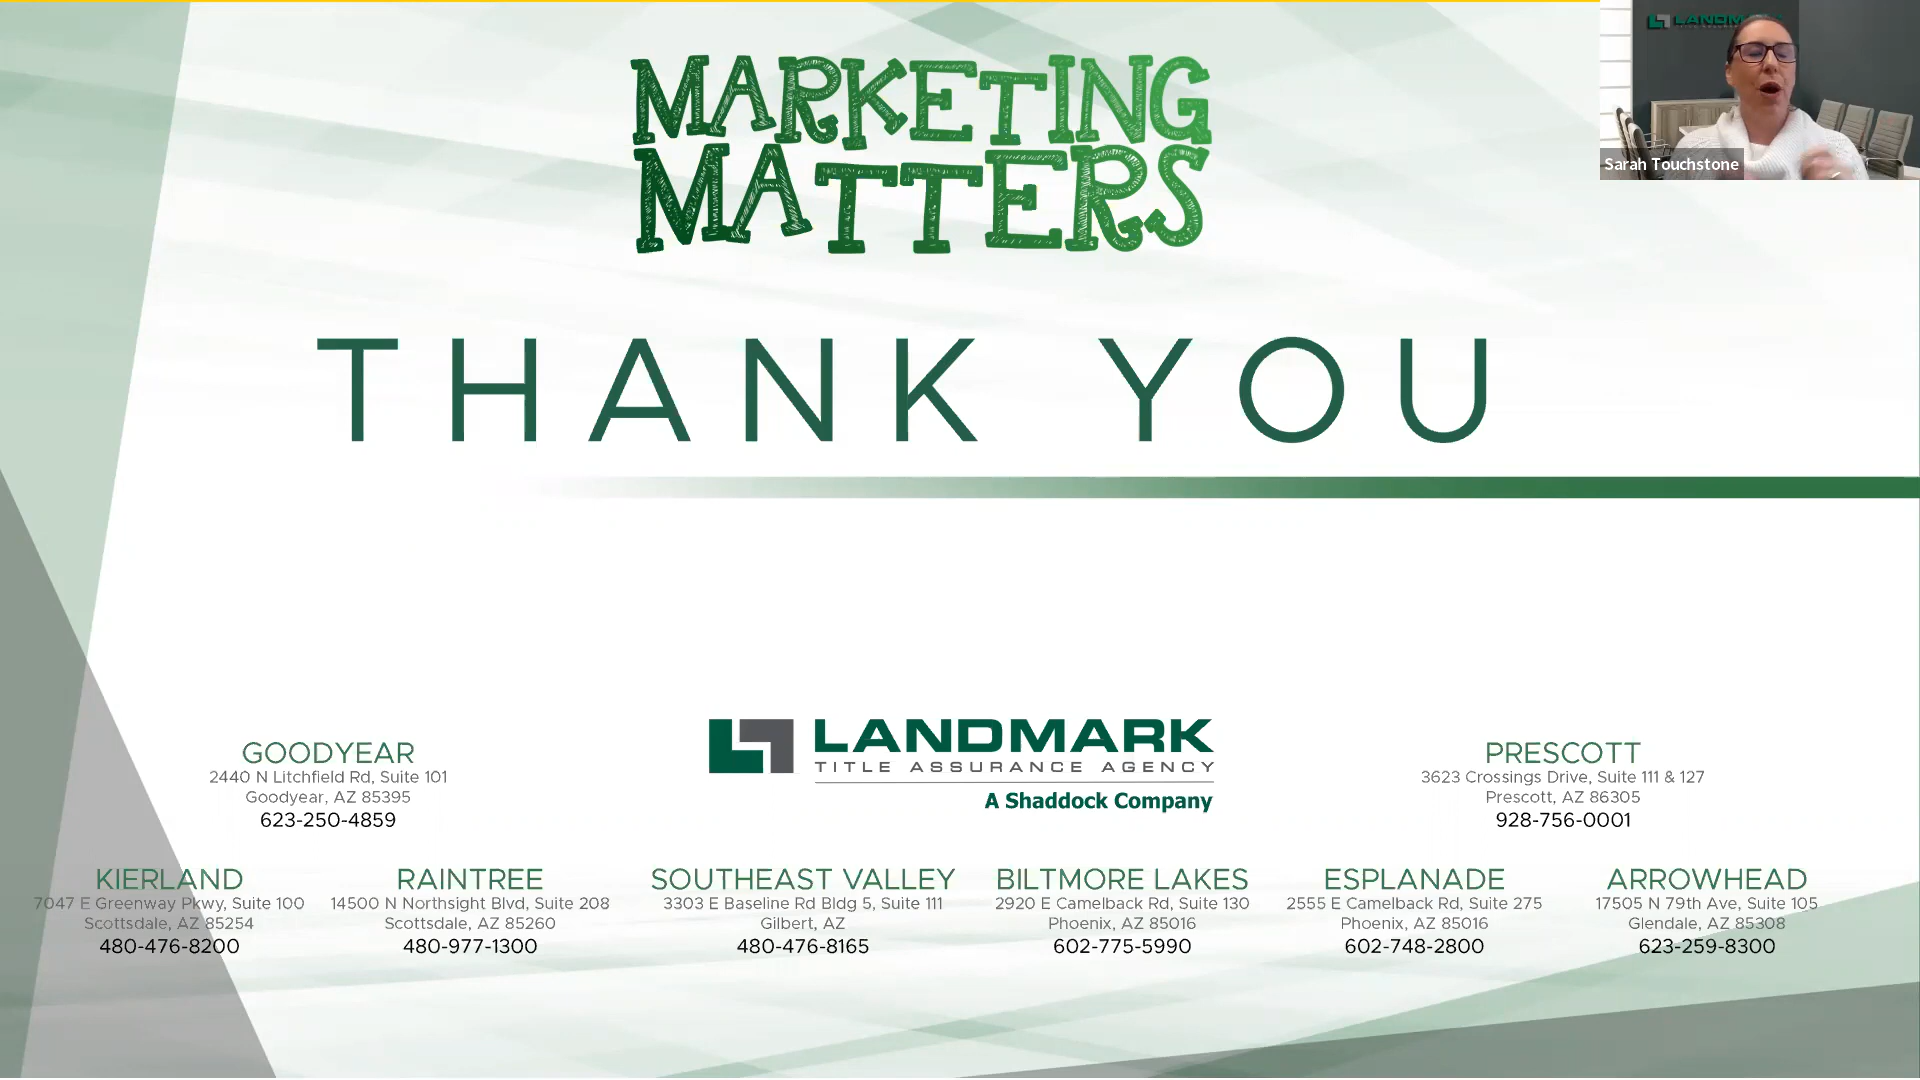 MARKETING
MATTERS
Sarah Touchstone
THANK YOU
LANDMARK
TITLE ASSURANCE AGENCY
A Shaddock Company
GOODYEAR
2440 N Litchfield Rd, Suite 101
Goodyear, AZ 85395
623-250-4859
PRESCOTT
3623 Crossings Drive, Suite 111 & 127
Prescott, AZ 86305
928-756-0001
KIERLAND
7047 E Greenway Pkwy, Suite 100
Scottsdale, AZ 85254
480-476-8200
RAINTREE
14500 N Northsight Blvd, Suite 208
Scottsdale, AZ 85260
480-977-1300
SOUTHEAST VALLEY
3303 E Baseline Rd Bldg 5, Suite 111
Gilbert, AZ
480-476-8165
BILTMORE LAKES
2920 E Camelback Rd, Suite 130
Phoenix, AZ 85016
602-775-5990
ESPLANADE
2555 E Camelback Rd, Suite 275
Phoenix, AZ 85016
602-748-2800
ARROWHEAD
17505 N 79th Ave, Suite 105
Glendale, AZ 85308
623-259-8300